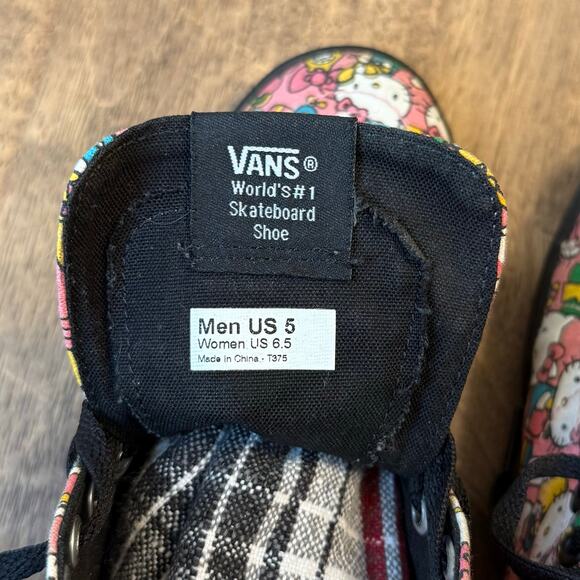 VANS®
World's #1
Skateboard
Shoe
Men US 5
Women US 6.5
Made in China - T375